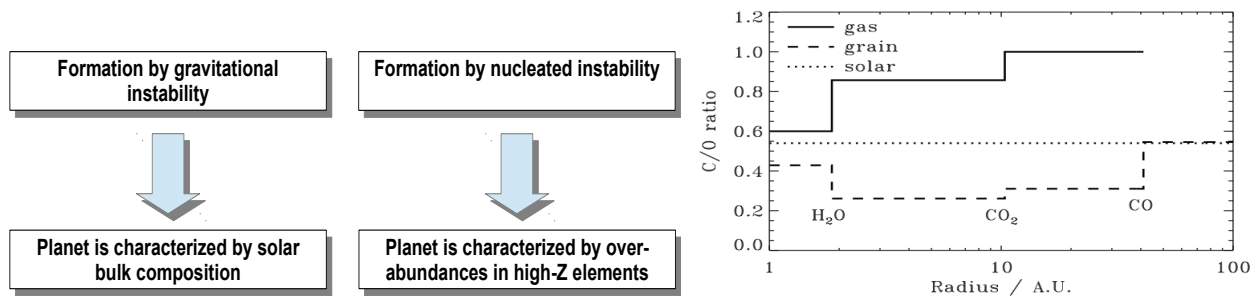 Formation by gravitational
instability
Planet is characterized by solar
bulk composition
Formation by nucleated instability
Planet is characterized by over-
abundances in high-Z elements
C/O ratio
1.2
1.0
0.8
0.6
0.4
0.2
0.0
gas
grain
solar
H₂O
CO₂
CO
1
10
100
Radius / A.U.